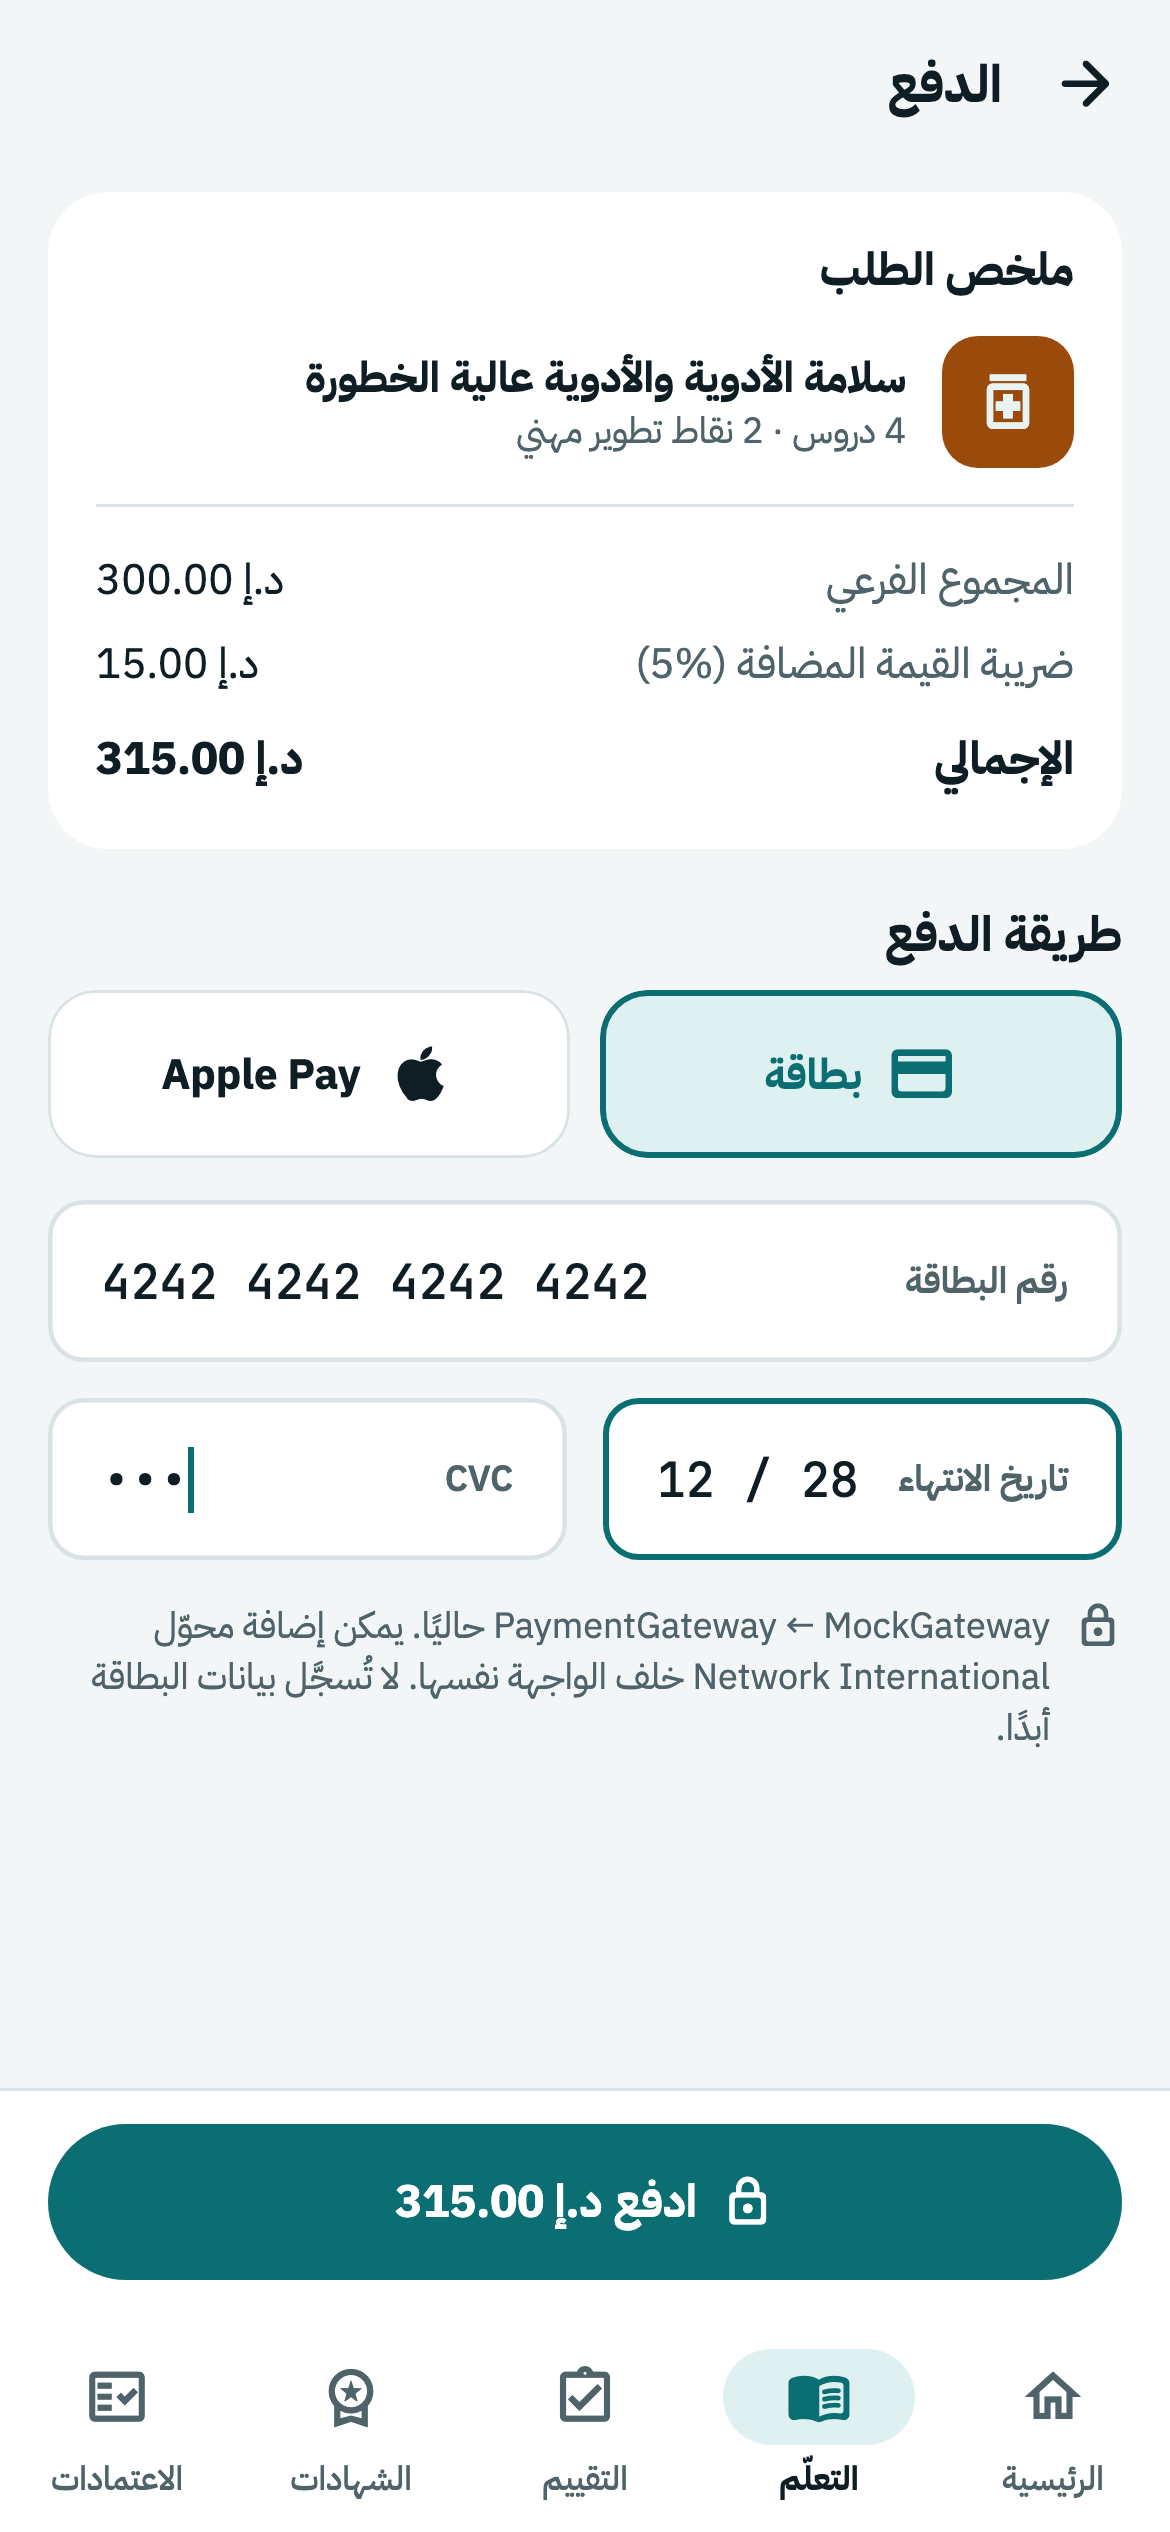 الدفع
ملخص الطلب
سلامة الأدوية والأدوية عالية الخطورة
4 دروس · 2 نقاط تطوير مهني
المجموع الفرعي د.إ 300.00
ضريبة القيمة المضافة (5%) د.إ 15.00
الإجمالي د.إ 315.00
طريقة الدفع
بطاقة
Apple Pay
رقم البطاقة 4242 4242 4242 4242
تاريخ الانتهاء 12 / 28
CVC •••
PaymentGateway ← MockGateway حاليًا. يمكن إضافة محوّل
Network International خلف الواجهة نفسها. لا تُسجَّل بيانات البطاقة
أبدًا.
ادفع د.إ 315.00
الرئيسية
التعلّم
التقييم
الشهادات
الاعتمادات